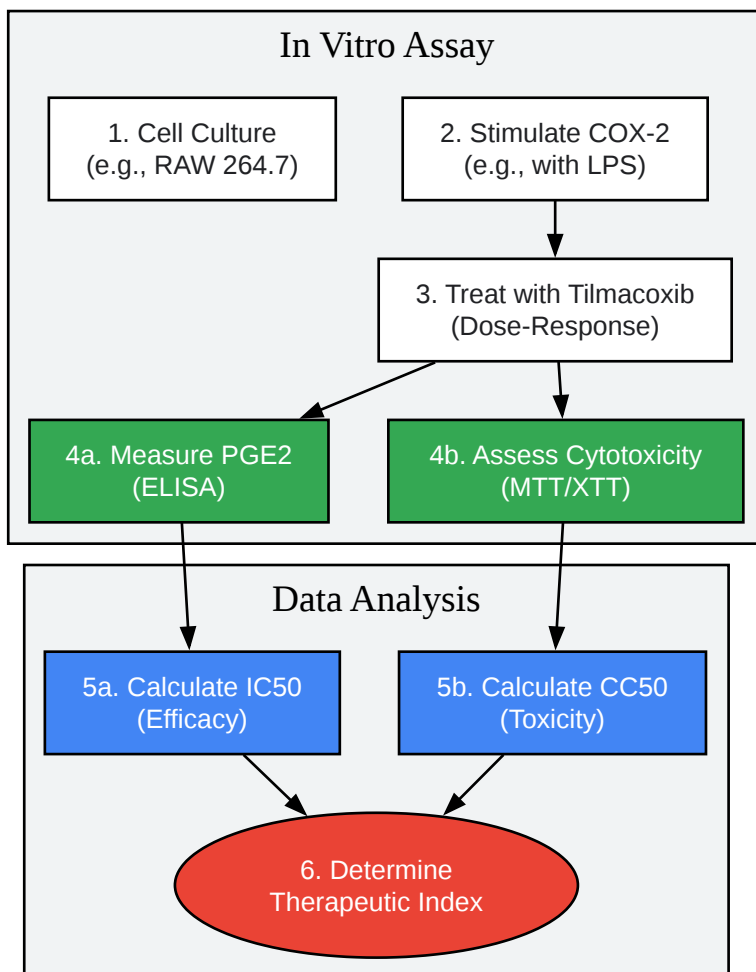 In Vitro Assay
1. Cell Culture
(e.g., RAW 264.7)
2. Stimulate COX-2
(e.g., with LPS)
3. Treat with Tilmacoxib
(Dose-Response)
4a. Measure PGE2
(ELISA)
4b. Assess Cytotoxicity
(MTT/XTT)
Data Analysis
5a. Calculate IC50
(Efficacy)
5b. Calculate CC50
(Toxicity)
6. Determine
Therapeutic Index